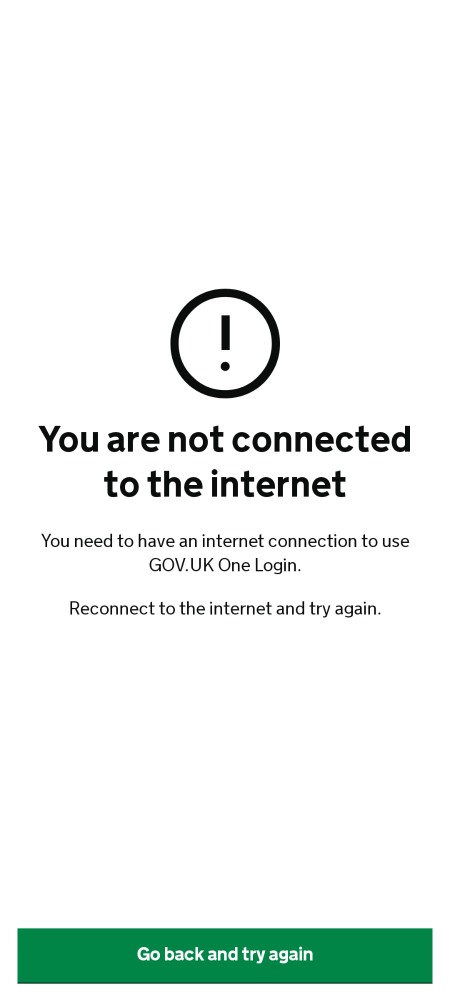 You are not connected
to the internet
You need to have an internet connection to use
GOV.UK One Login.
Reconnect to the internet and try again.
Go back and try again